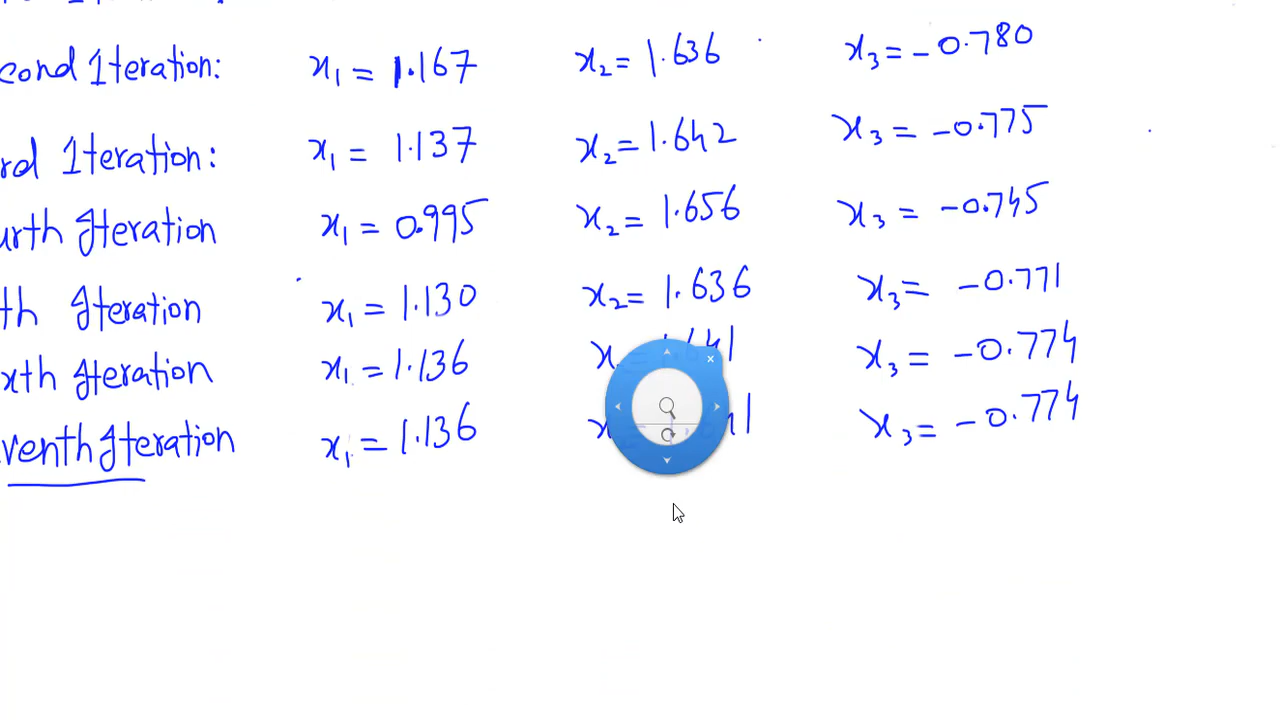 cond Iteration: x₁ = 1.167 x₂ = 1.636 x₃ = -0.780
rd Iteration: x₁ = 1.137 x₂ = 1.642 x₃ = -0.775
urth Iteration x₁ = 0.995 x₂ = 1.656 x₃ = -0.745
th Iteration x₁ = 1.130 x₂ = 1.636 x₃ = -0.771
xth Iteration x₁ = 1.136 x₃ = -0.774
venth Iteration x₁ = 1.136 x₃ = -0.774